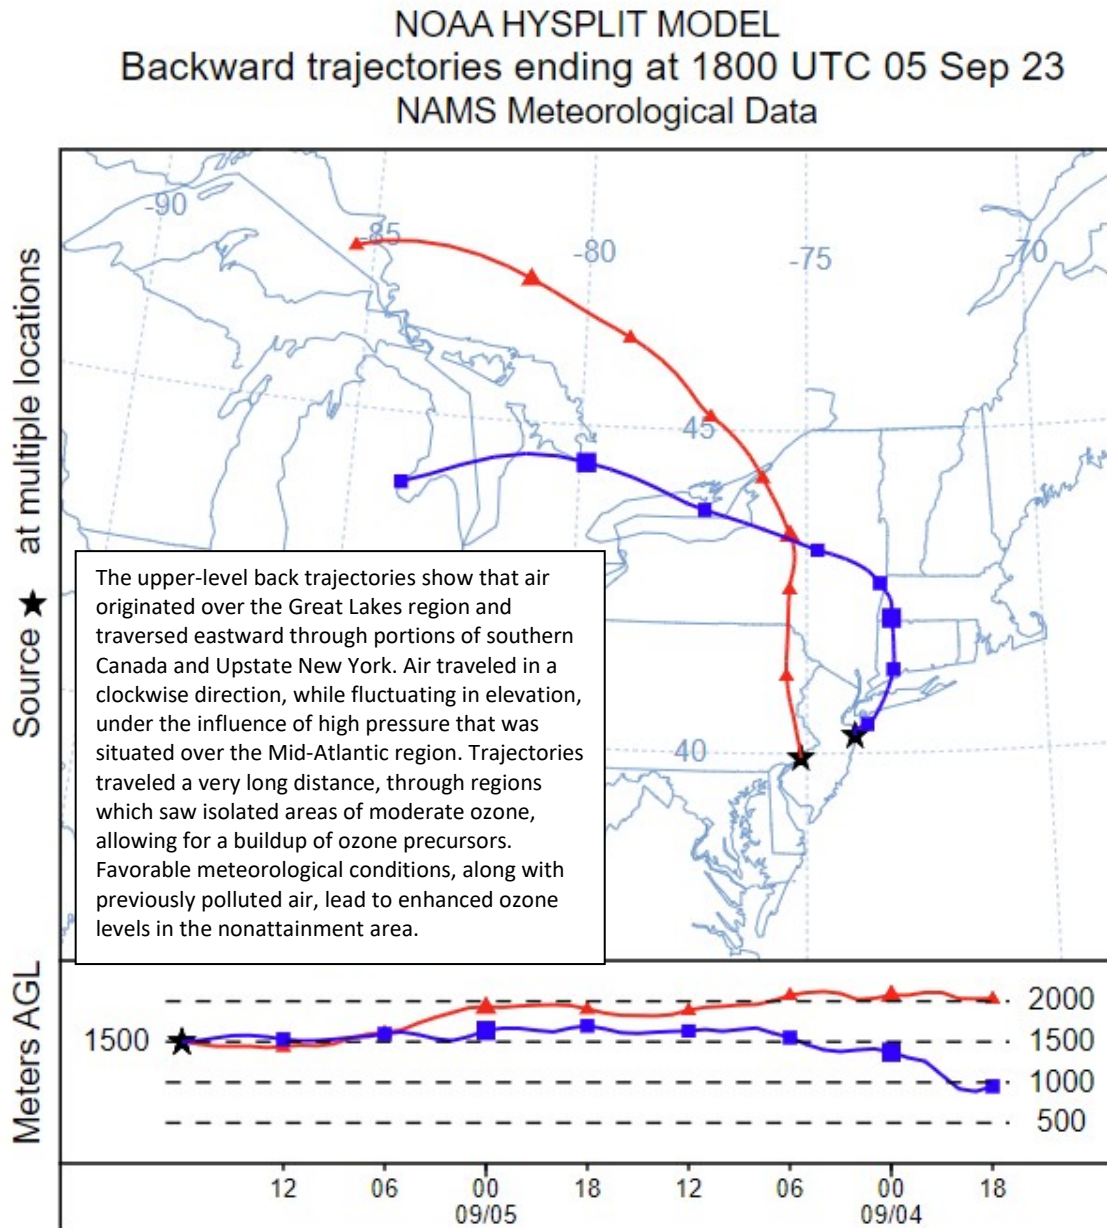 NOAA HYSPLIT MODEL
Backward trajectories ending at 1800 UTC 05 Sep 23
NAMS Meteorological Data
Source ★ at multiple locations
-90
-85
-80
-75
-70
45
40
The upper-level back trajectories show that air
originated over the Great Lakes region and
traversed eastward through portions of southern
Canada and Upstate New York. Air traveled in a
clockwise direction, while fluctuating in elevation,
under the influence of high pressure that was
situated over the Mid-Atlantic region. Trajectories
traveled a very long distance, through regions
which saw isolated areas of moderate ozone,
allowing for a buildup of ozone precursors.
Favorable meteorological conditions, along with
previously polluted air, lead to enhanced ozone
levels in the nonattainment area.
Meters AGL
1500
2000
1500
1000
500
12 06 00 18 12 06 00 18
09/05 09/04